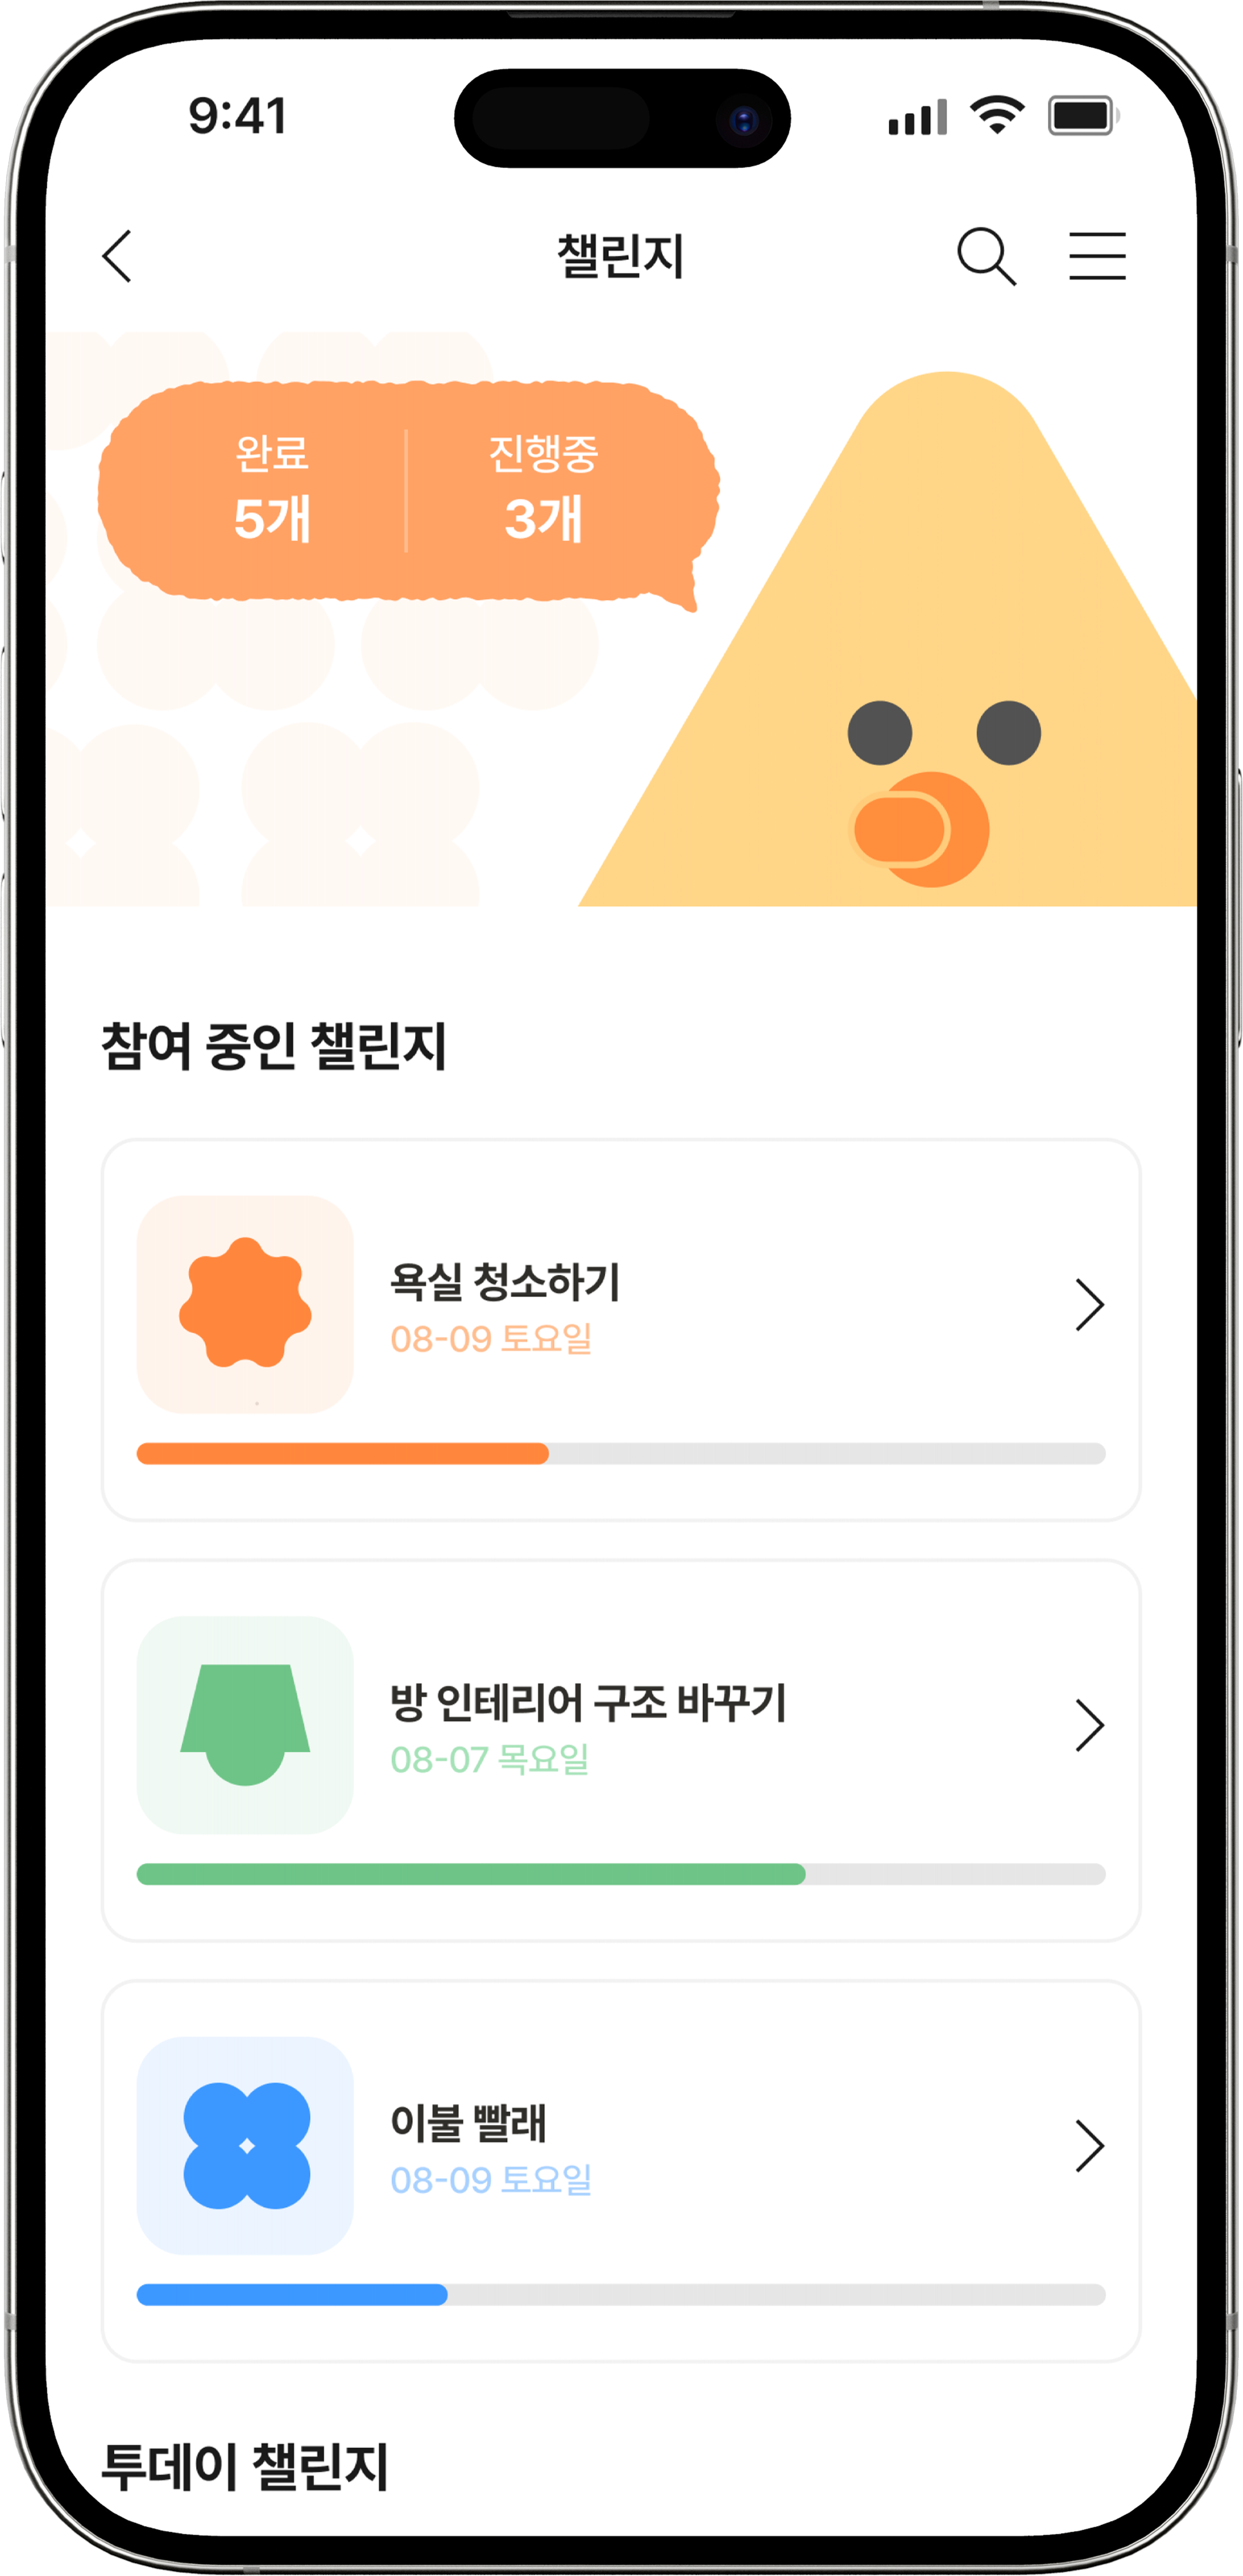 9:41
챌린지
완료
5개
진행중
3개
참여 중인 챌린지
욕실 청소하기
08-09 토요일
방 인테리어 구조 바꾸기
08-07 목요일
이불 빨래
08-09 토요일
투데이 챌린지